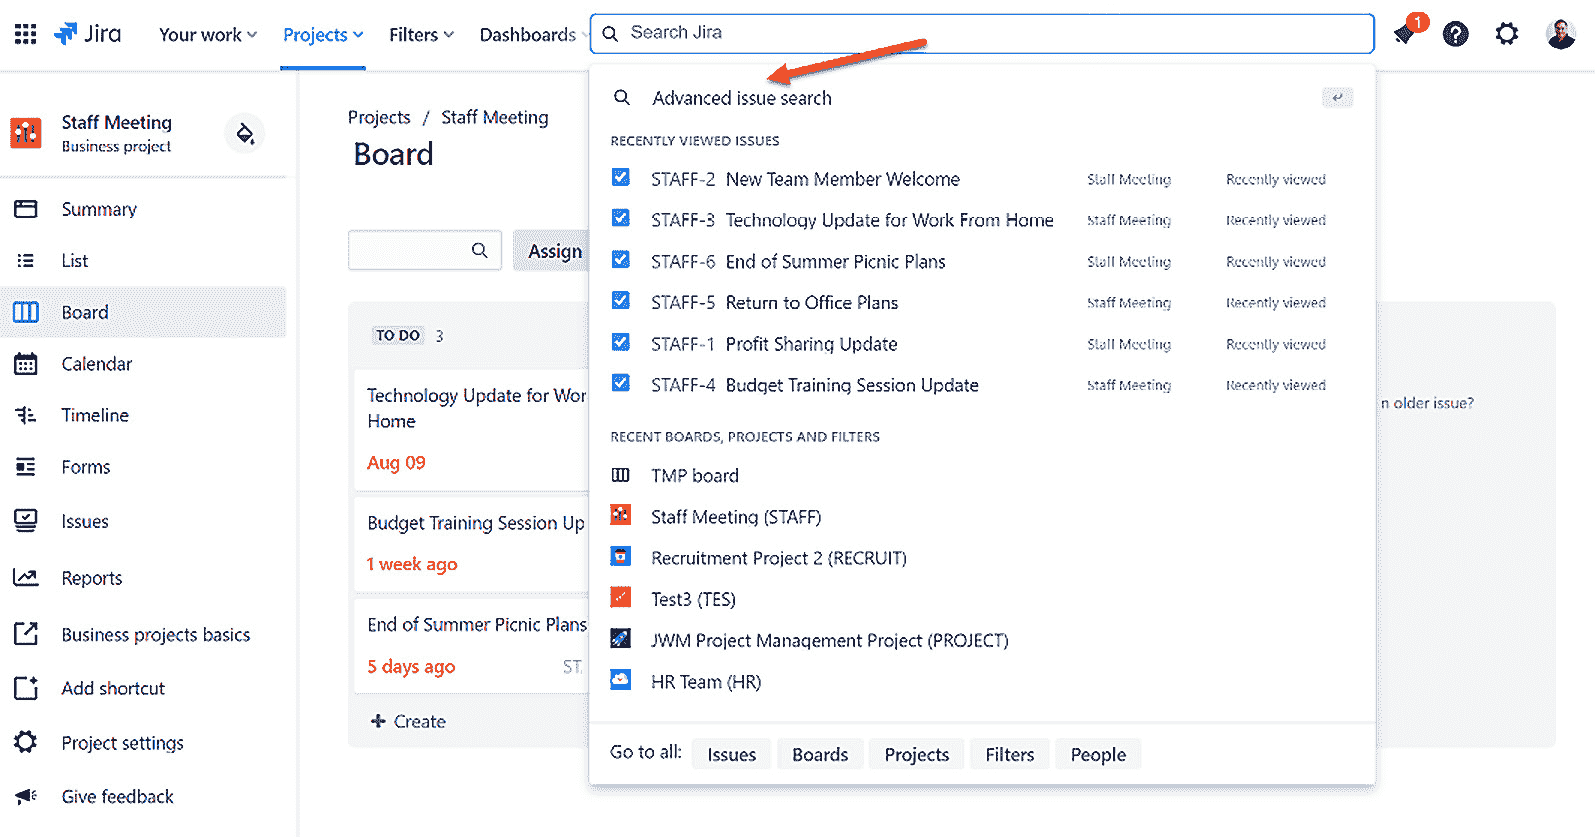 Jira
Your work
Projects
Filters
Dashboards
Search Jira
1
Staff Meeting
Business project
Summary
List
Board
Calendar
Timeline
Forms
Issues
Reports
Business projects basics
Add shortcut
Project settings
Give feedback
Projects / Staff Meeting
Board
Assign
TO DO 3
Technology Update for Wor
Home
Aug 09
Budget Training Session Up
1 week ago
End of Summer Picnic Plans
5 days ago ST
+ Create
Advanced issue search
RECENTLY VIEWED ISSUES
STAFF-2 New Team Member Welcome Staff Meeting Recently viewed
STAFF-3 Technology Update for Work From Home Staff Meeting Recently viewed
STAFF-6 End of Summer Picnic Plans Staff Meeting Recently viewed
STAFF-5 Return to Office Plans Staff Meeting Recently viewed
STAFF-1 Profit Sharing Update Staff Meeting Recently viewed
STAFF-4 Budget Training Session Update Staff Meeting Recently viewed
RECENT BOARDS, PROJECTS AND FILTERS
TMP board
Staff Meeting (STAFF)
Recruitment Project 2 (RECRUIT)
Test3 (TES)
JWM Project Management Project (PROJECT)
HR Team (HR)
Go to all: Issues Boards Projects Filters People
n older issue?